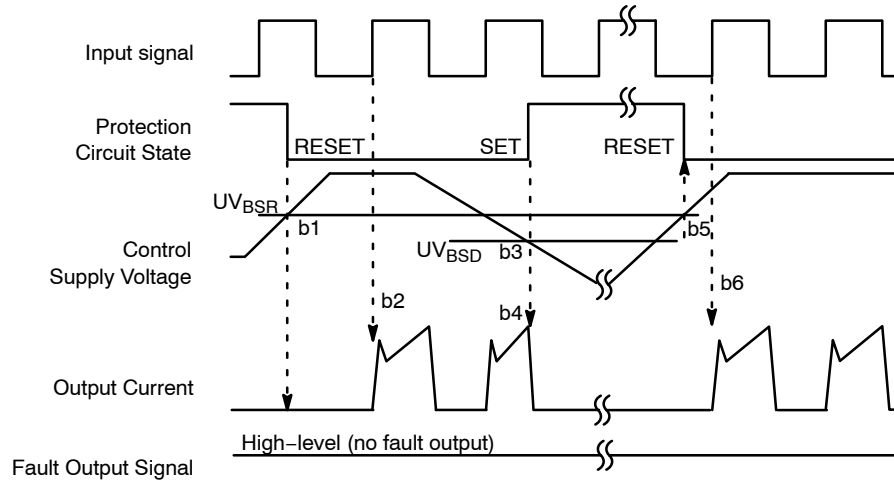 Input signal
Protection
Circuit State
RESET
SET
RESET
UVBSR
b1
UVBSD
b3
b5
Control
Supply Voltage
b2
b4
b6
Output Current
High−level (no fault output)
Fault Output Signal